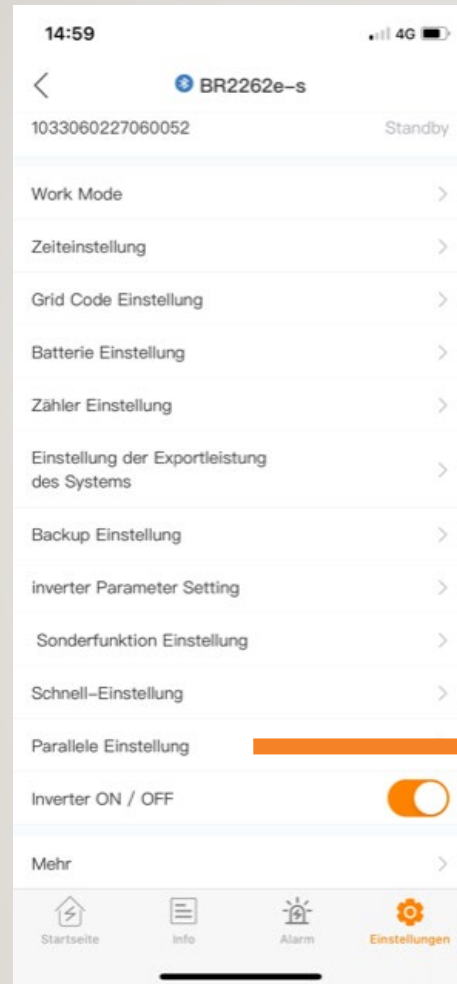 14:59
4G
BR2262e-s
1033060227060052 Standby
Work Mode
Zeiteinstellung
Grid Code Einstellung
Batterie Einstellung
Zähler Einstellung
Einstellung der Exportleistung
des Systems
Backup Einstellung
inverter Parameter Setting
Sonderfunktion Einstellung
Schnell-Einstellung
Parallele Einstellung
Inverter ON / OFF
Mehr
Startseite Info Alarm Einstellungen